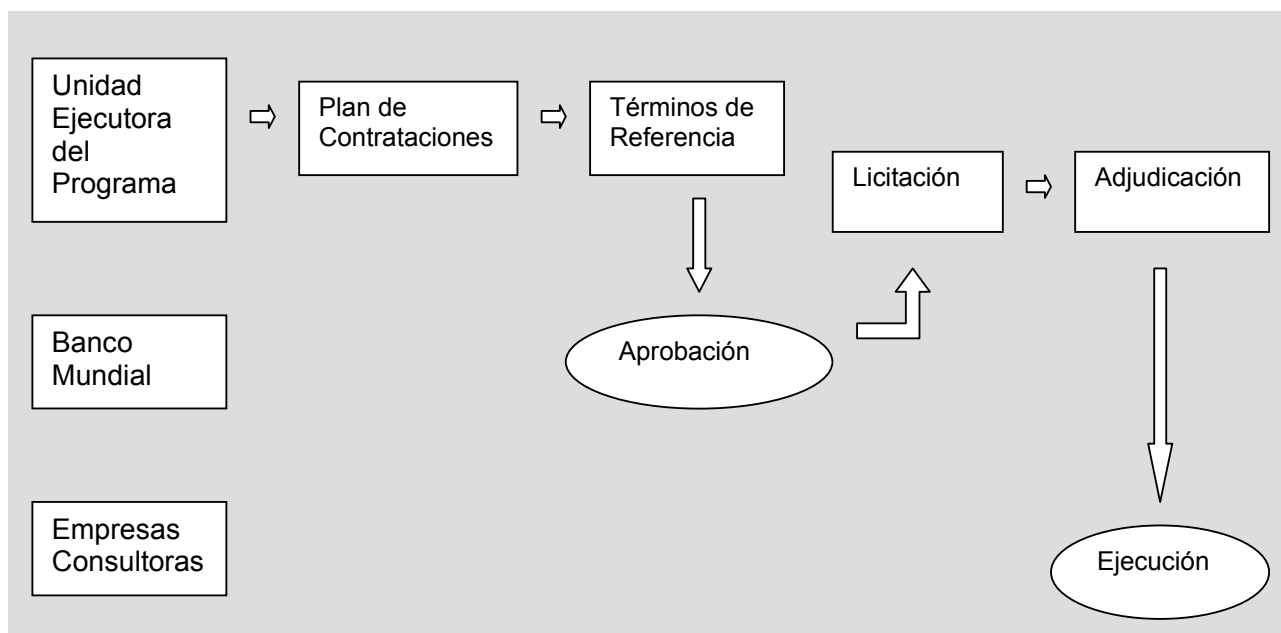 Unidad
Ejecutora
del
Programa
Plan de
Contrataciones
Términos de
Referencia
Licitación
Adjudicación
Banco
Mundial
Aprobación
Empresas
Consultoras
Ejecución